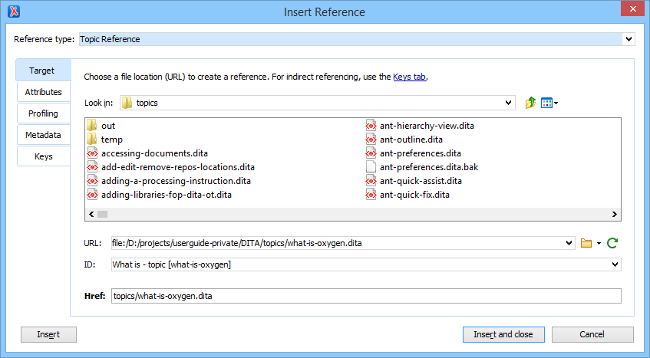 Insert Reference
Reference type: Topic Reference
Target
Attributes
Profiling
Metadata
Keys
Choose a file location (URL) to create a reference. For indirect referencing, use the Keys tab.
Look in: topics
out
temp
accessing-documents.dita
add-edit-remove-repos-locations.dita
adding-a-processing-instruction.dita
adding-libraries-fop-dita-ot.dita
ant-hierarchy-view.dita
ant-outline.dita
ant-preferences.dita
ant-preferences.dita.bak
ant-quick-assist.dita
ant-quick-fix.dita
URL: file:/D:/projects/userguide-private/DITA/topics/what-is-oxygen.dita
ID: What is - topic [what-is-oxygen]
Href: topics/what-is-oxygen.dita
Insert
Insert and close
Cancel